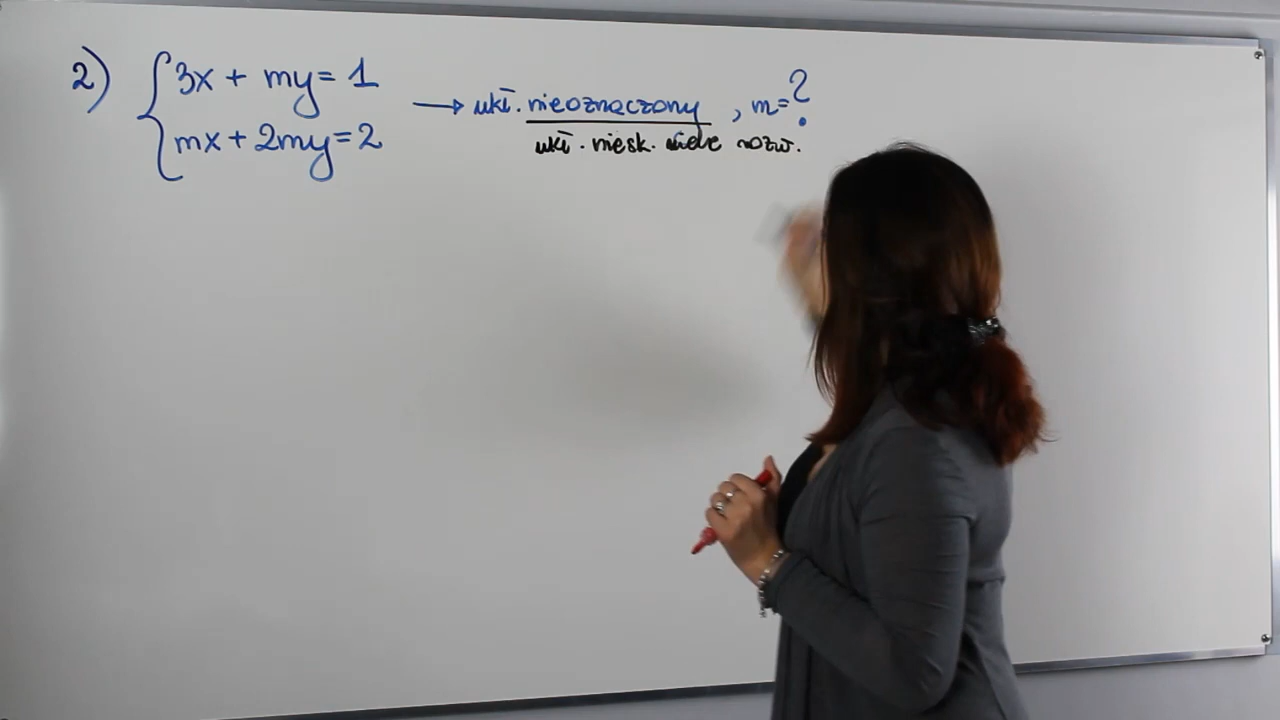 2) 3x + my = 1
mx + 2my = 2
→ ukł. nieoznaczony , m = ?
ukł. niesk. wiele rozw.